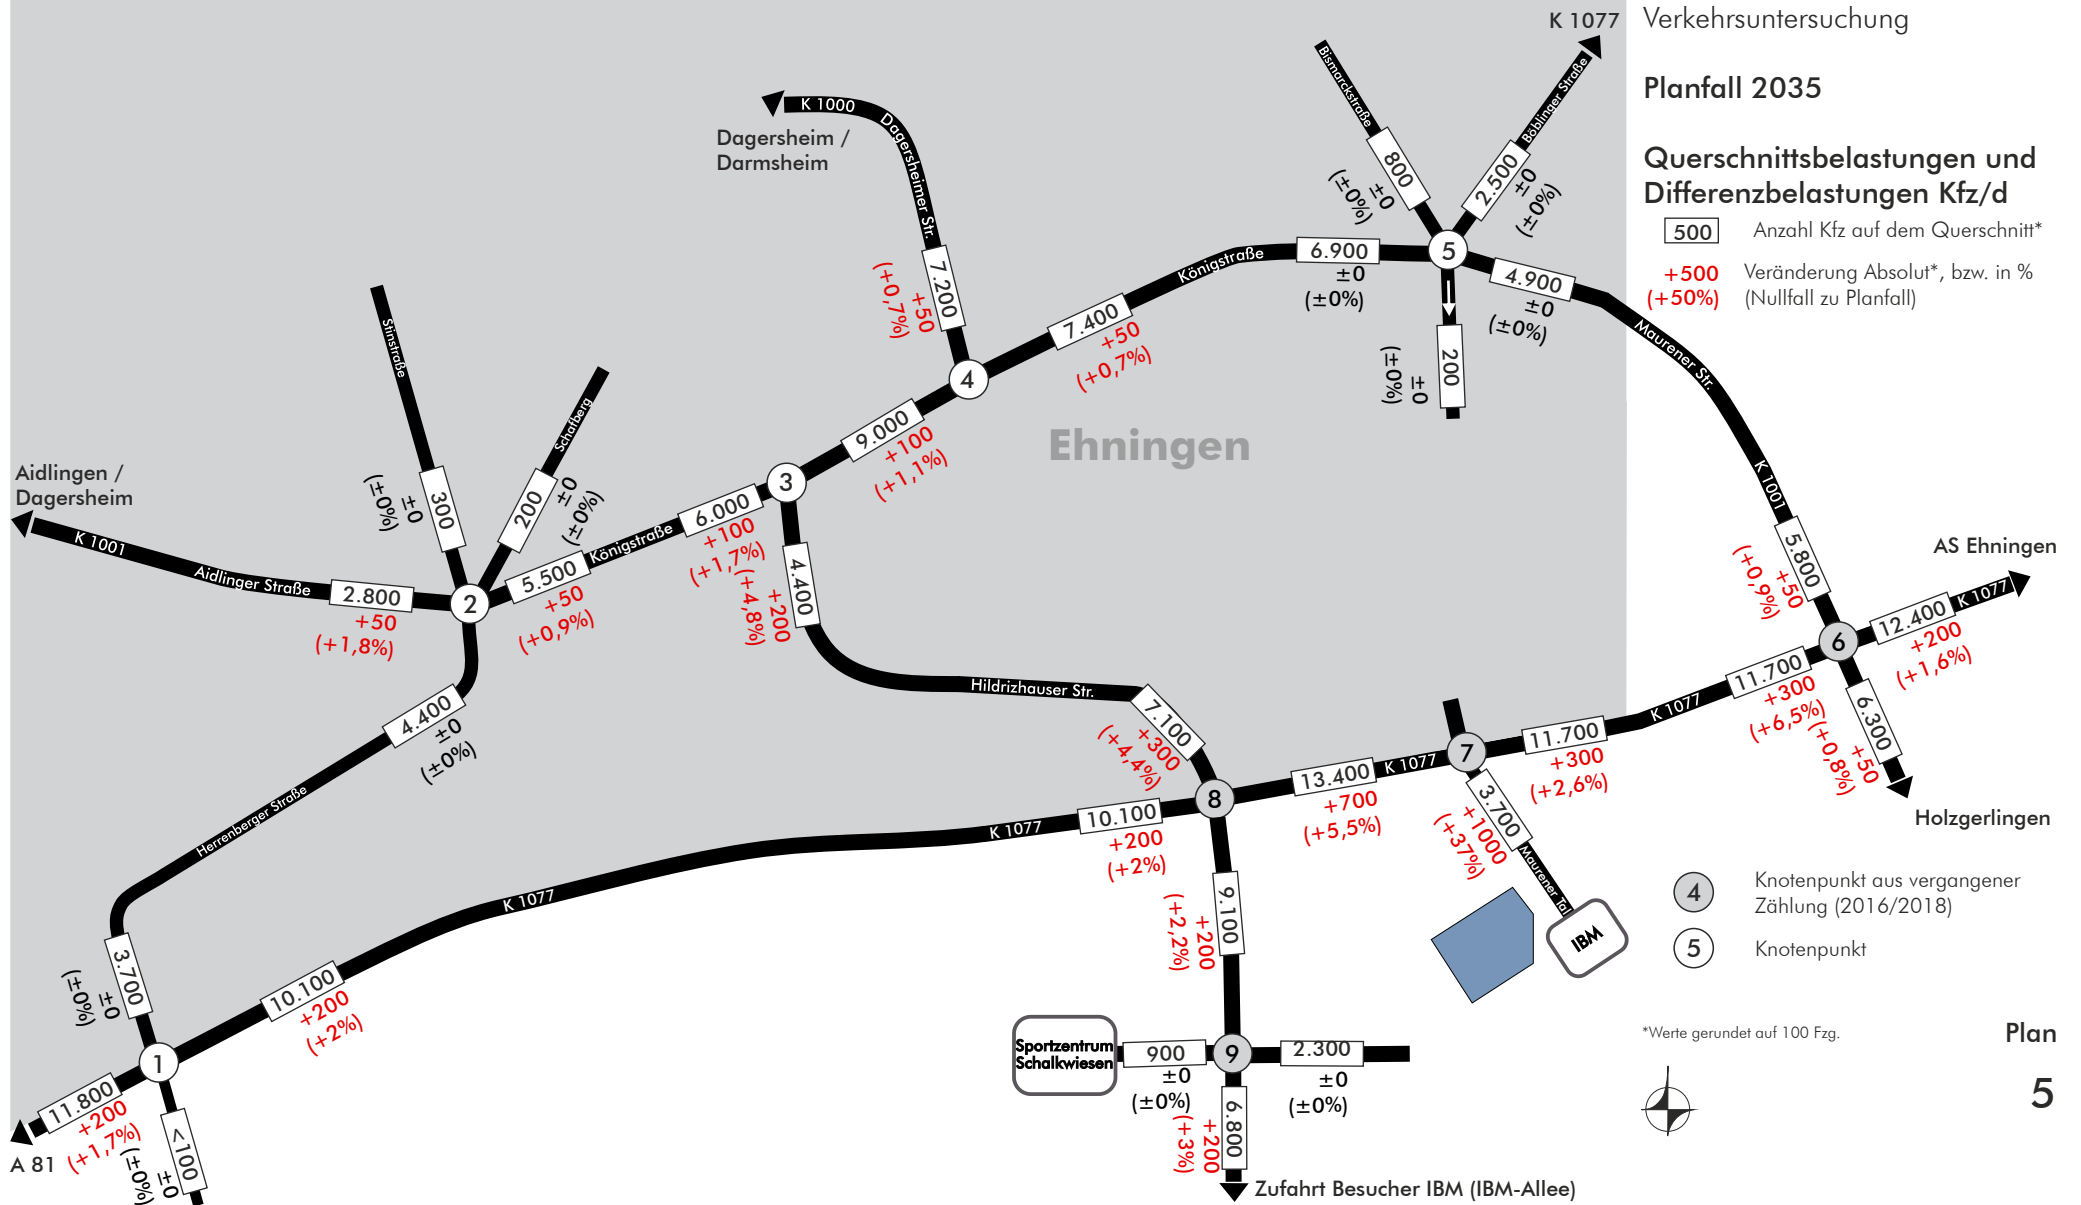 K 1077
Verkehrsuntersuchung
Planfall 2035
Querschnittsbelastungen und
Differenzbelastungen Kfz/d
500
Anzahl Kfz auf dem Querschnitt*
+500
(+50%)
Veränderung Absolut*, bzw. in %
(Nullfall zu Planfall)
Bismarckstraße
800
±0
(±0%)
Böblinger Straße
2.500
±0
(±0%)
K 1000
Dagersheimer Str.
Dagersheim /
Darmsheim
7.200
+50
(+0,7%)
4
7.400
+50
(+0,7%)
Königstraße
6.900
±0
(±0%)
5
4.900
±0
(±0%)
200
±0
(±0%)
Maurener Str.
K 1001
5.800
+50
(+0,9%)
Ehningen
9.000
+100
(+1,1%)
3
6.000
+100
(+1,7%)
Königstraße
5.500
+50
(+0,9%)
Stinstraße
300
±0
(±0%)
Schafberg
200
±0
(±0%)
Aidlingen /
Dagersheim
K 1001
Aidlinger Straße
2.800
+50
(+1,8%)
2
4.400
±0
(±0%)
Herrenberger Straße
3.700
±0
(±0%)
4.400
+200
(+4,8%)
Hildrizhauser Str.
7.100
+300
(+4,4%)
AS Ehningen
K 1077
12.400
+200
(+1,6%)
6
11.700
+300
(+6,5%)
6.300
+50
(+0,8%)
Holzgerlingen
K 1077
11.700
+300
(+2,6%)
7
K 1077
13.400
+700
(+5,5%)
3.700
+1000
(+37%)
Maurener Tal
IBM
8
10.100
+200
(+2%)
K 1077
K 1077
10.100
+200
(+2%)
1
11.800
+200
(+1,7%)
A 81
<100
±0
(±0%)
9.100
+200
(+2,2%)
Sportzentrum
Schalkwiesen
900
±0
(±0%)
9
2.300
±0
(±0%)
6.800
+200
(+3%)
Zufahrt Besucher IBM (IBM-Allee)
4
Knotenpunkt aus vergangener
Zählung (2016/2018)
5
Knotenpunkt
*Werte gerundet auf 100 Fzg.
Plan
5